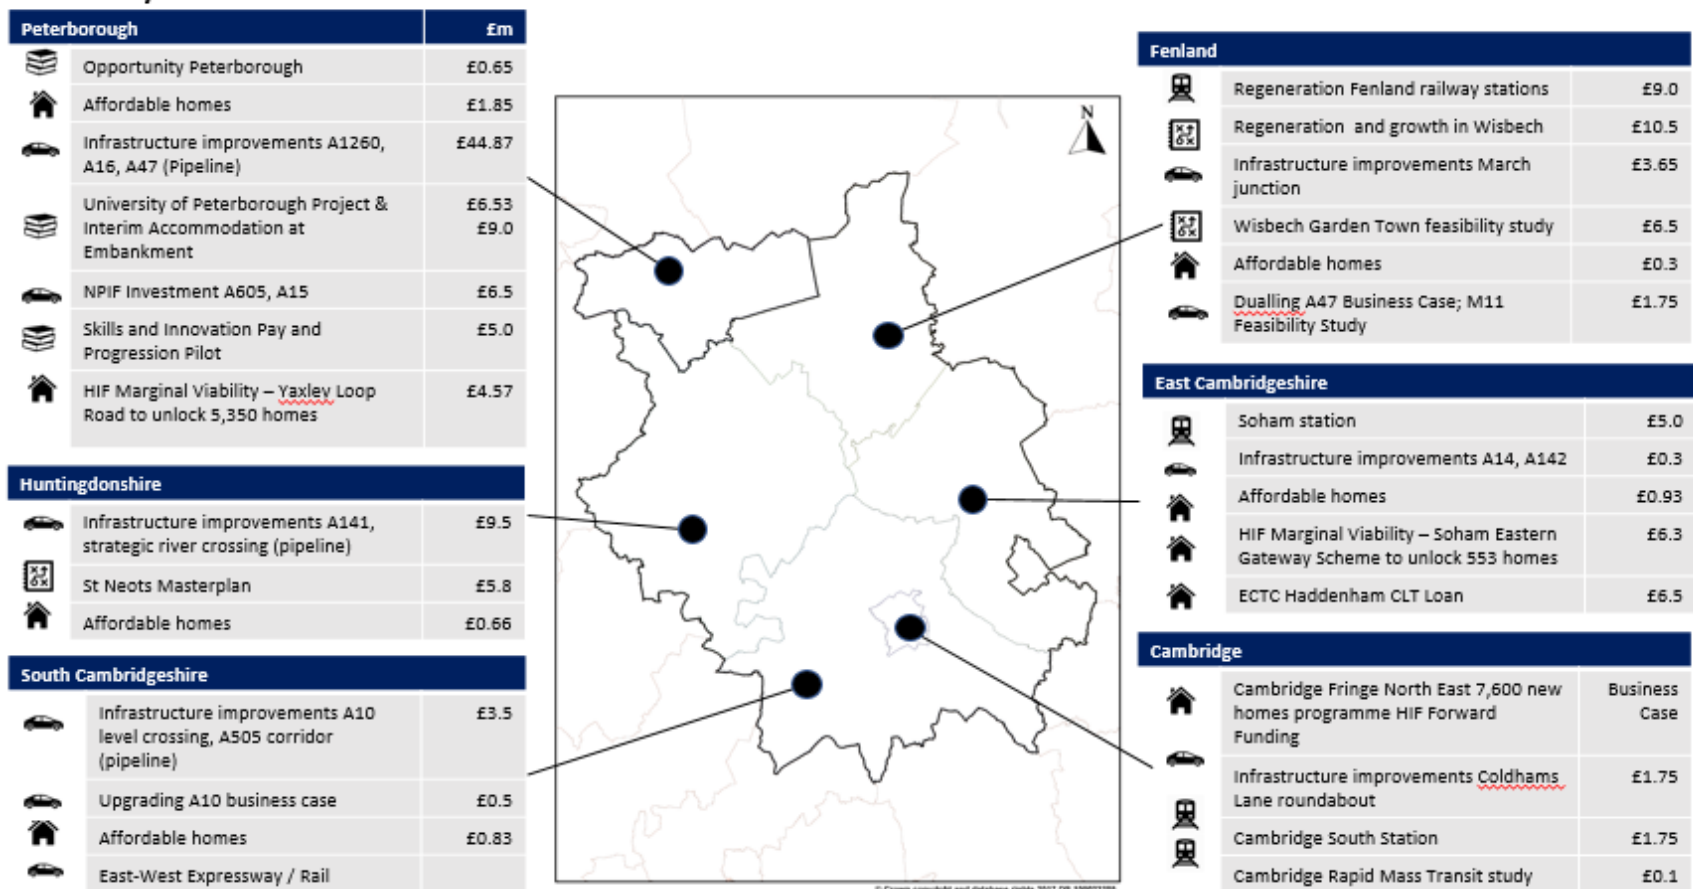 Peterborough £m
Opportunity Peterborough £0.65
Affordable homes £1.85
Infrastructure improvements A1260, £44.87
A16, A47 (Pipeline)
University of Peterborough Project & £6.53
Interim Accommodation at £9.0
Embankment
NPIF Investment A605, A15 £6.5
Skills and Innovation Pay and £5.0
Progression Pilot
HIF Marginal Viability – Yaxley Loop £4.57
Road to unlock 5,350 homes
Huntingdonshire
Infrastructure improvements A141, £9.5
strategic river crossing (pipeline)
St Neots Masterplan £5.8
Affordable homes £0.66
South Cambridgeshire
Infrastructure improvements A10 £3.5
level crossing, A505 corridor
(pipeline)
Upgrading A10 business case £0.5
Affordable homes £0.83
East-West Expressway / Rail
N
Fenland
Regeneration Fenland railway stations £9.0
Regeneration and growth in Wisbech £10.5
Infrastructure improvements March £3.65
junction
Wisbech Garden Town feasibility study £6.5
Affordable homes £0.3
Dualling A47 Business Case; M11 £1.75
Feasibility Study
East Cambridgeshire
Soham station £5.0
Infrastructure improvements A14, A142 £0.3
Affordable homes £0.93
HIF Marginal Viability – Soham Eastern £6.3
Gateway Scheme to unlock 553 homes
ECTC Haddenham CLT Loan £6.5
Cambridge
Cambridge Fringe North East 7,600 new Business
homes programme HIF Forward Case
Funding
Infrastructure improvements Coldhams £1.75
Lane roundabout
Cambridge South Station £1.75
Cambridge Rapid Mass Transit study £0.1
© Crown copyright and database rights 2017 OS